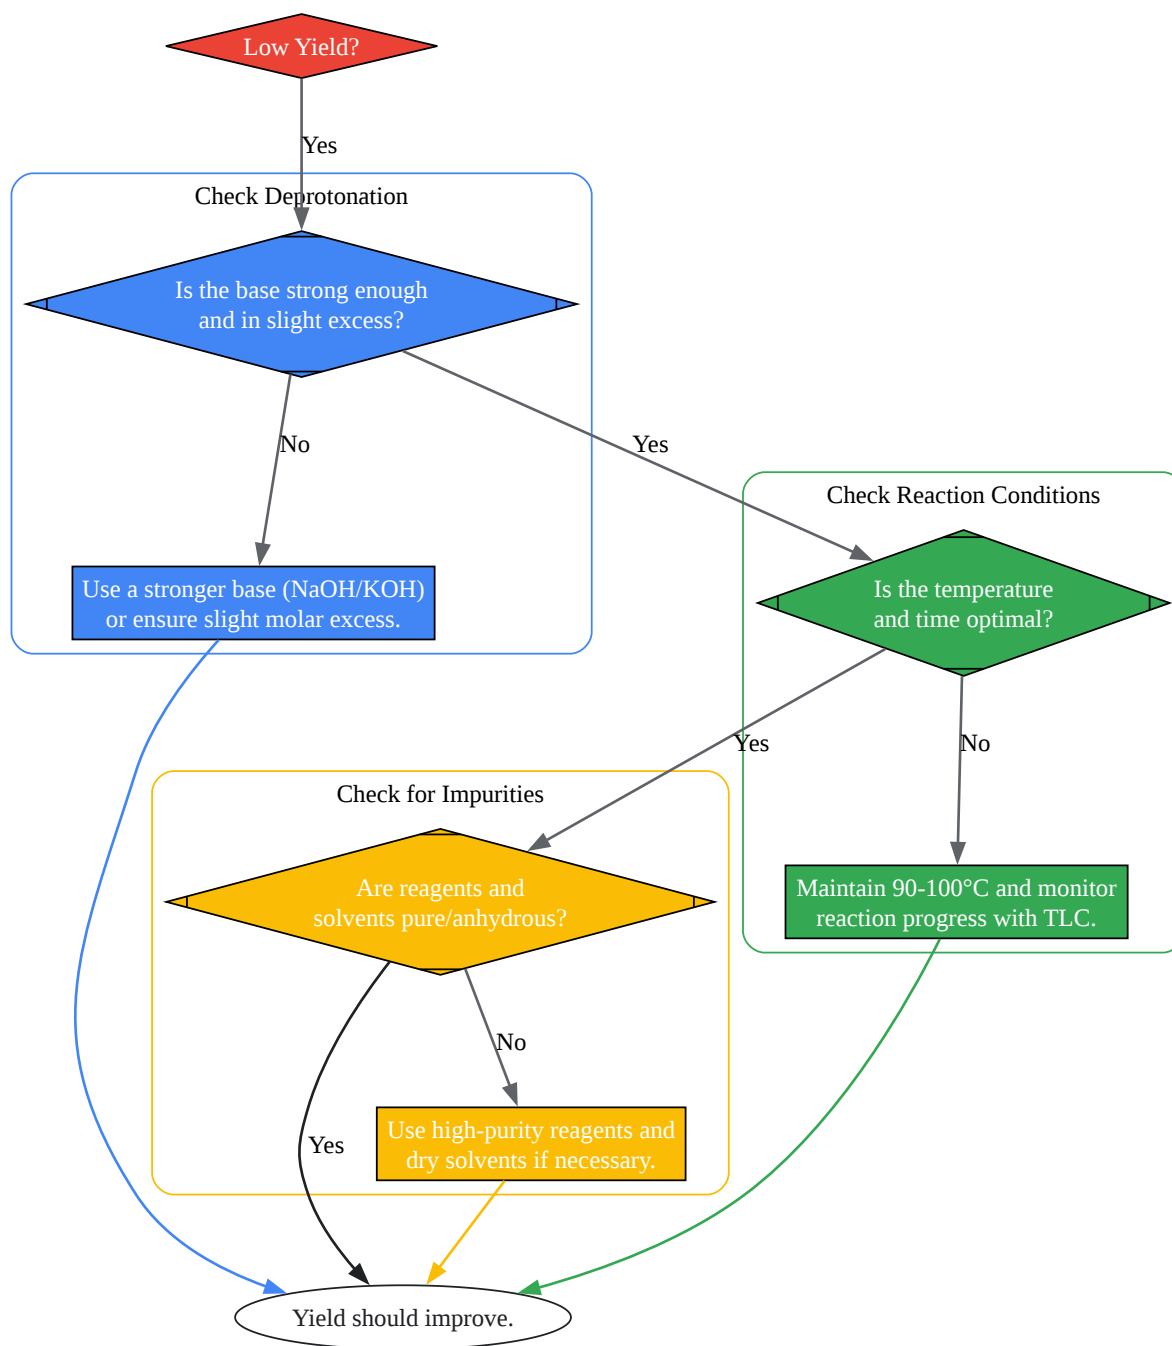 Low Yield?
Yes
Check Deprotonation
Is the base strong enough
and in slight excess?
No
Yes
Use a stronger base (NaOH/KOH)
or ensure slight molar excess.
Check Reaction Conditions
Is the temperature
and time optimal?
Yes
No
Check for Impurities
Are reagents and
solvents pure/anhydrous?
Maintain 90-100°C and monitor
reaction progress with TLC.
No
Yes
Use high-purity reagents and
dry solvents if necessary.
Yield should improve.